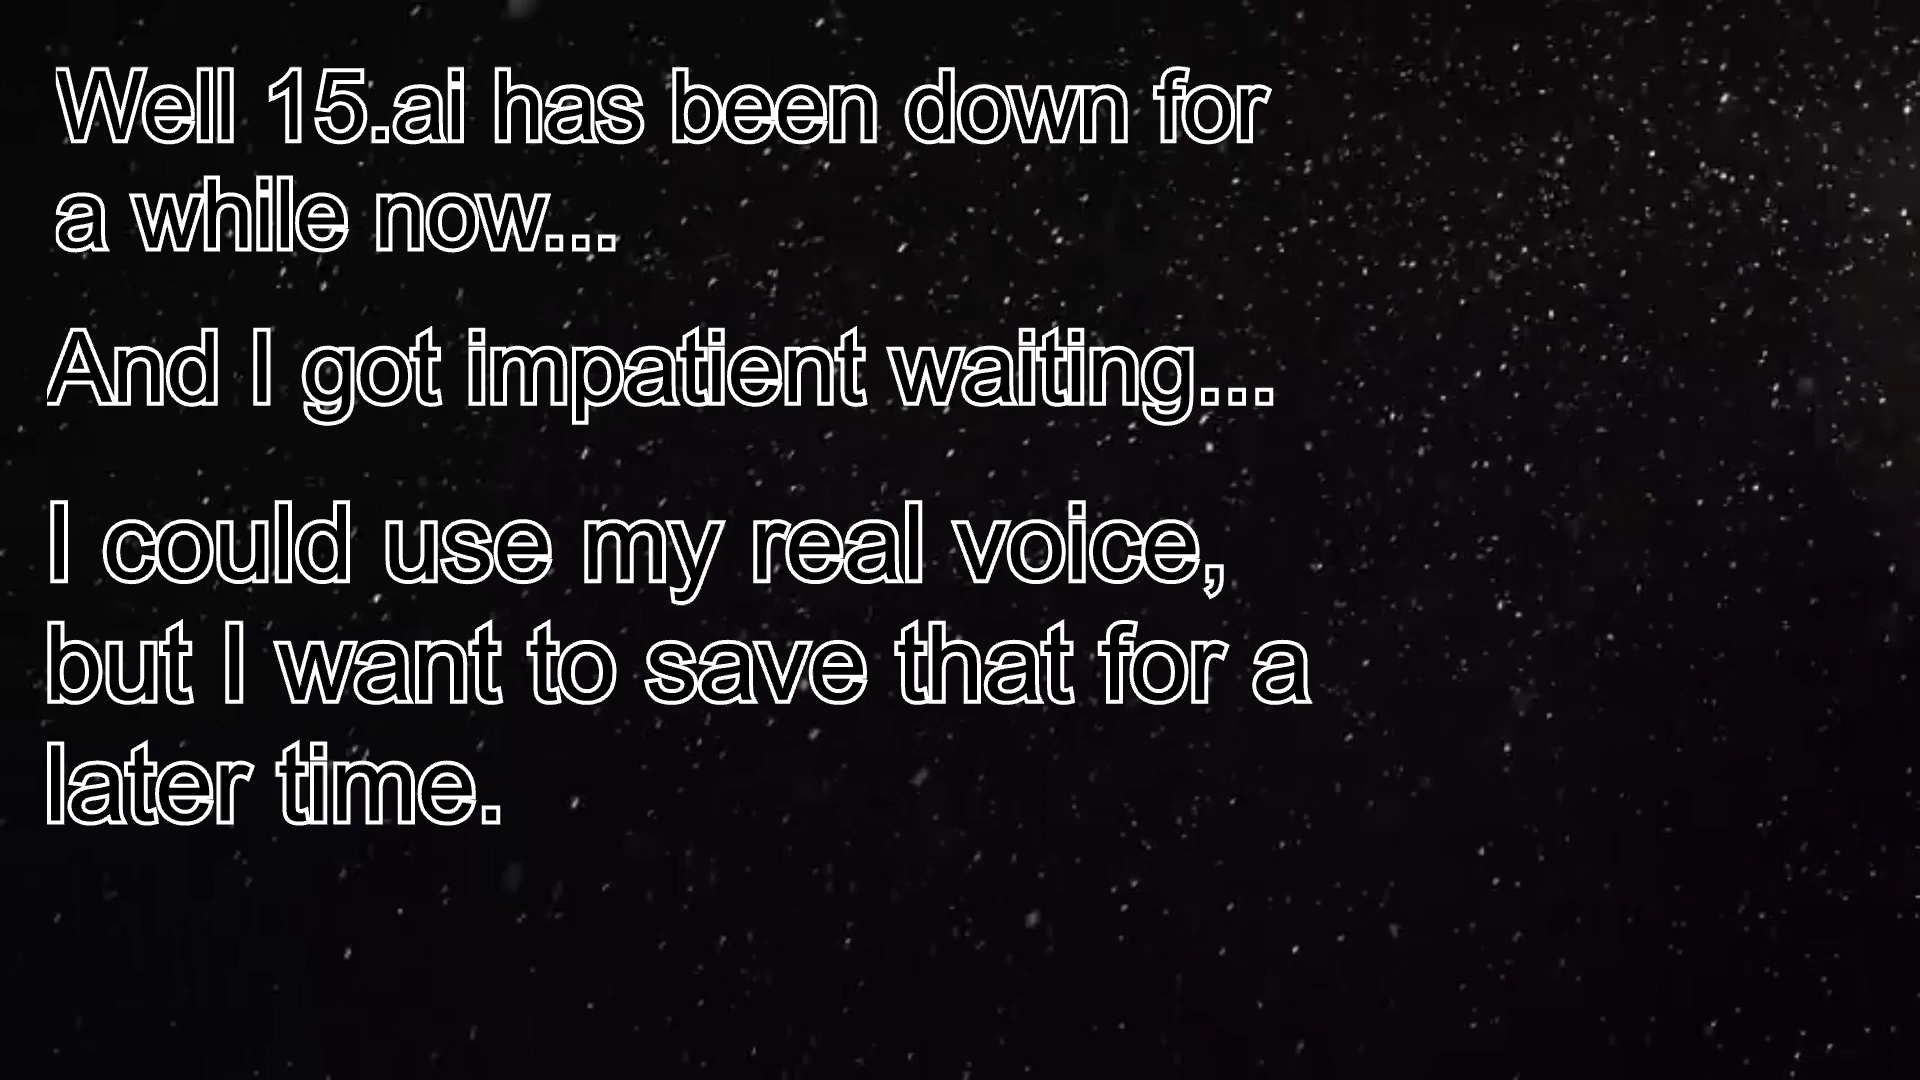 Well 15.ai has been down for
a while now...
And I got impatient waiting...
I could use my real voice,
but I want to save that for a
later time.